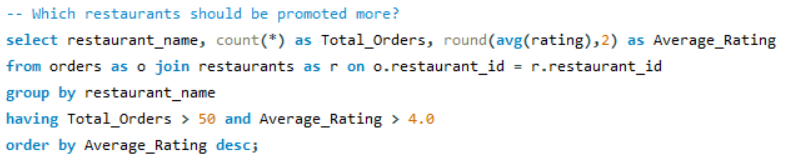 -- Which restaurants should be promoted more?
select restaurant_name, count(*) as Total_Orders, round(avg(rating),2) as Average_Rating
from orders as o join restaurants as r on o.restaurant_id = r.restaurant_id
group by restaurant_name
having Total_Orders > 50 and Average_Rating > 4.0
order by Average_Rating desc;